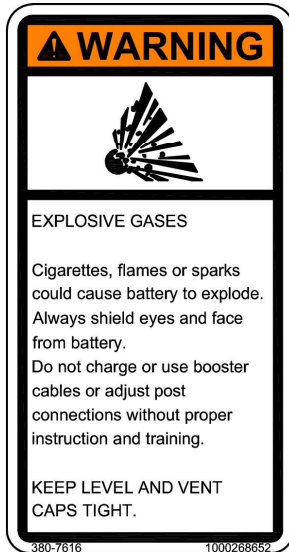 WARNING
EXPLOSIVE GASES
Cigarettes, flames or sparks
could cause battery to explode.
Always shield eyes and face
from battery.
Do not charge or use booster
cables or adjust post
connections without proper
instruction and training.
KEEP LEVEL AND VENT
CAPS TIGHT.
380-7616 1000268652